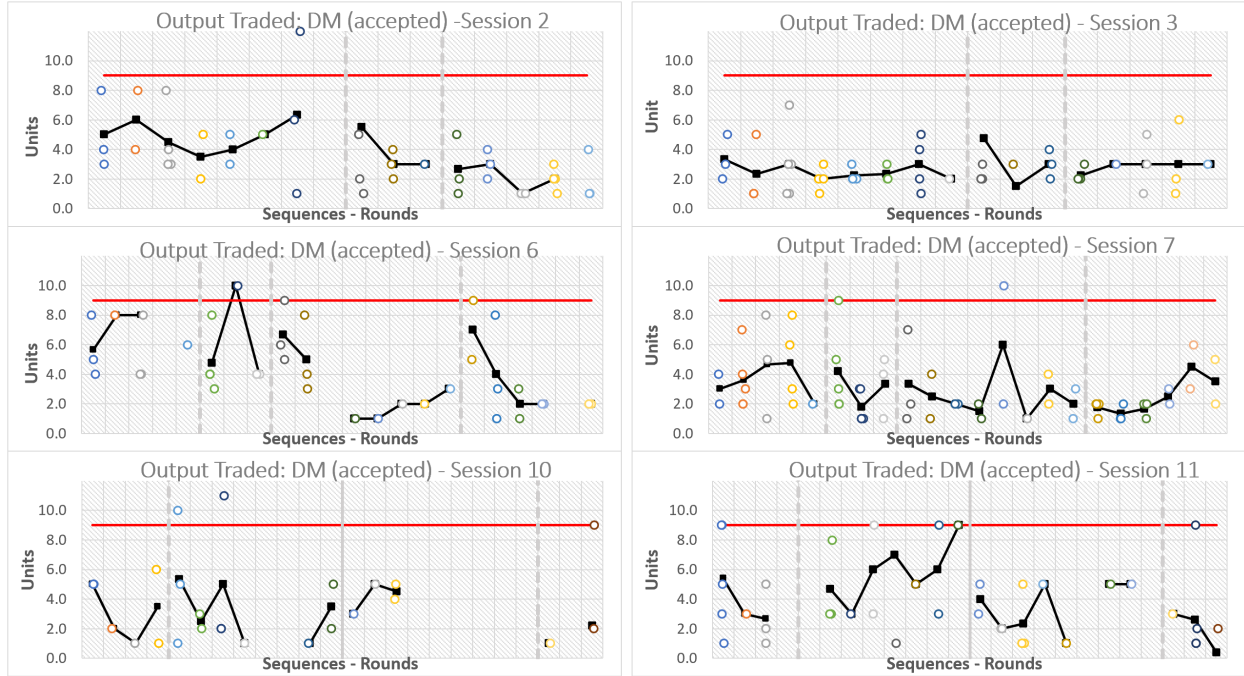 Output Traded: DM (accepted) -Session 2
10.0
8.0
6.0
4.0
2.0
0.0
Units
Sequences - Rounds
Output Traded: DM (accepted) - Session 3
10.0
8.0
6.0
4.0
2.0
0.0
Unit
Sequences - Rounds
Output Traded: DM (accepted) - Session 6
10.0
8.0
6.0
4.0
2.0
0.0
Units
Sequences - Rounds
Output Traded: DM (accepted) - Session 7
10.0
8.0
6.0
4.0
2.0
0.0
Units
Sequences - Rounds
Output Traded: DM (accepted) - Session 10
10.0
8.0
6.0
4.0
2.0
0.0
Units
Sequences - Rounds
Output Traded: DM (accepted) - Session 11
10.0
8.0
6.0
4.0
2.0
0.0
Units
Sequences - Rounds